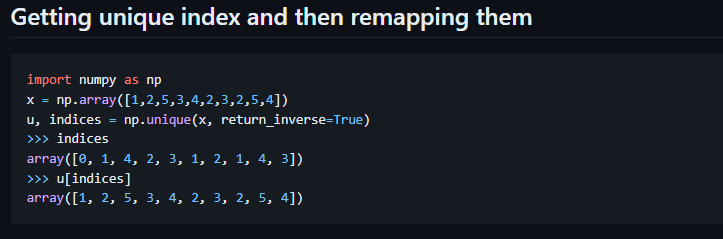 Getting unique index and then remapping them
import numpy as np
x = np.array([1,2,5,3,4,2,3,2,5,4])
u, indices = np.unique(x, return_inverse=True)
>>> indices
array([0, 1, 4, 2, 3, 1, 2, 1, 4, 3])
>>> u[indices]
array([1, 2, 5, 3, 4, 2, 3, 2, 5, 4])